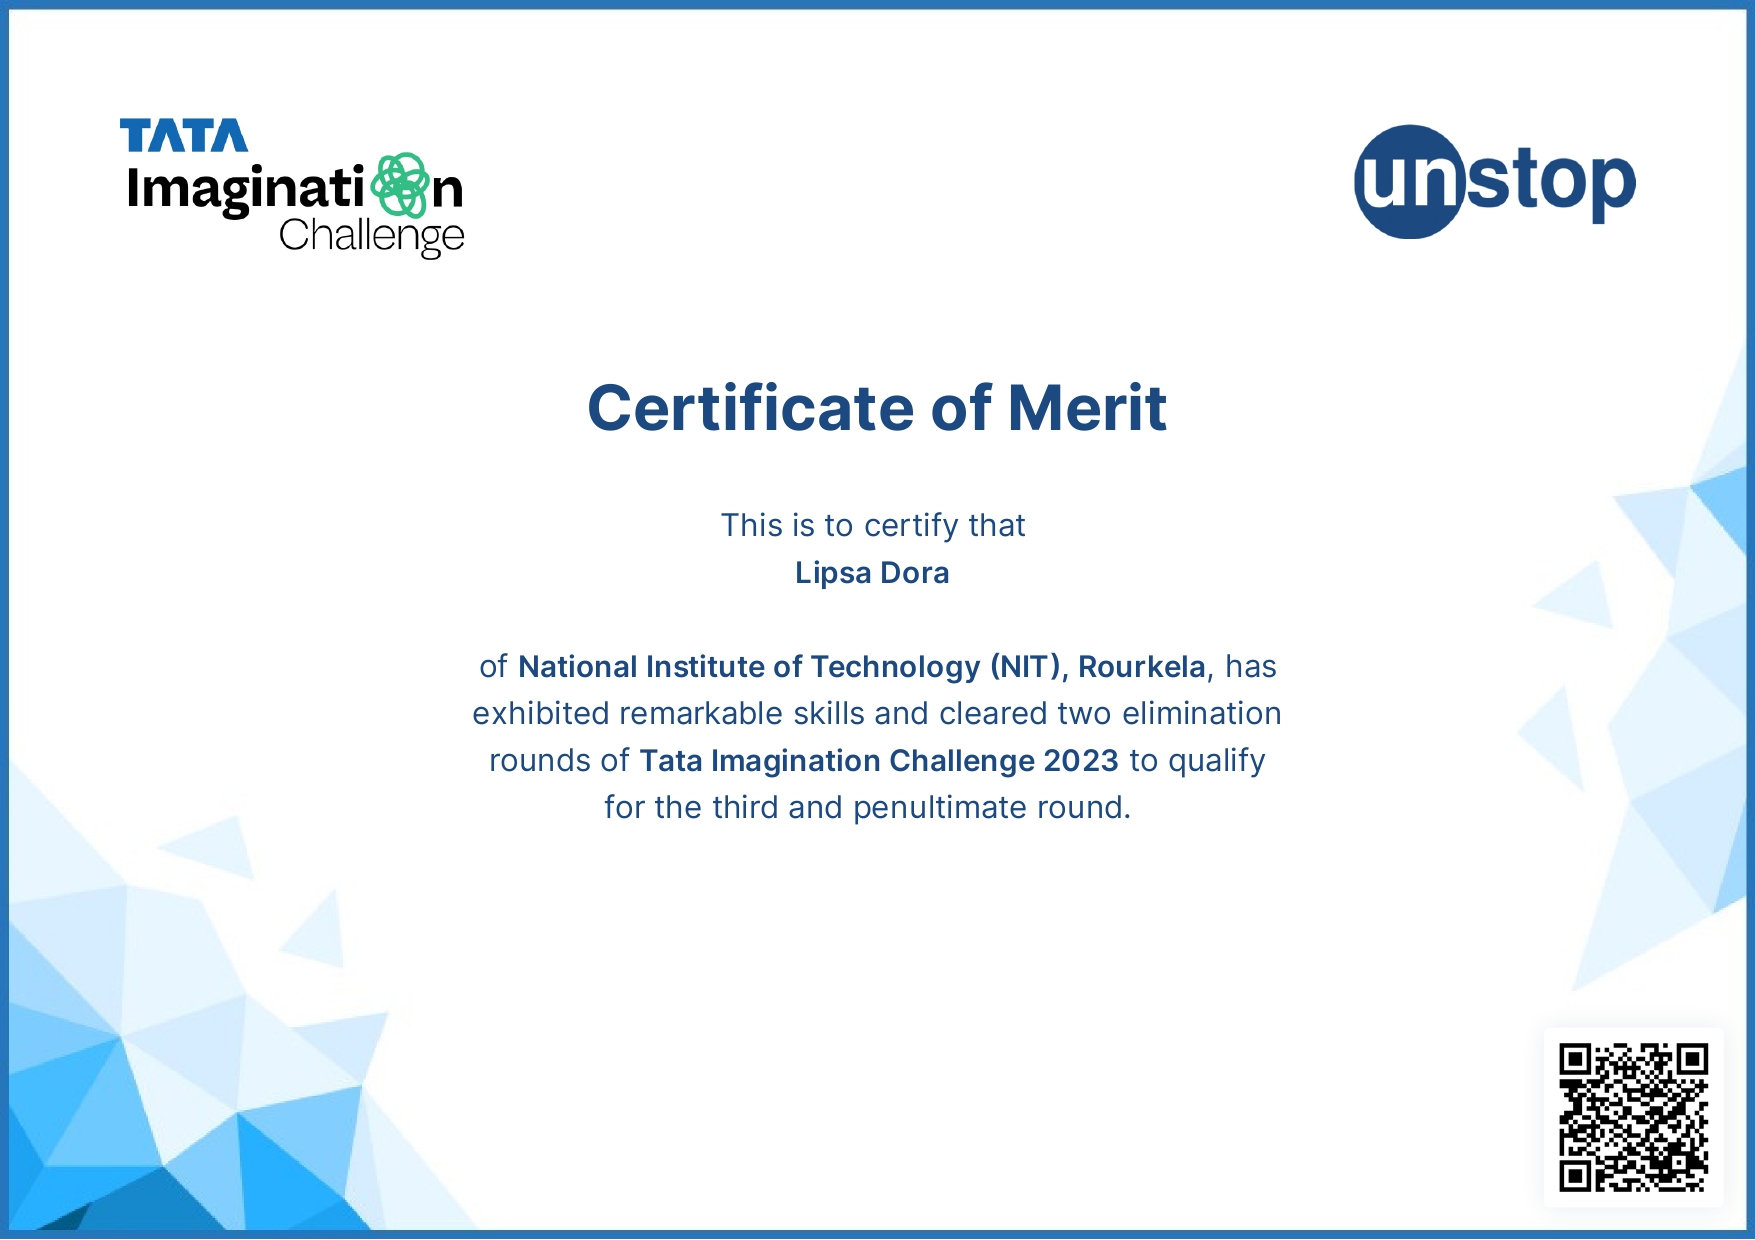 TATA
Imagination
Challenge
unstop
Certificate of Merit
This is to certify that
Lipsa Dora
of National Institute of Technology (NIT), Rourkela, has
exhibited remarkable skills and cleared two elimination
rounds of Tata Imagination Challenge 2023 to qualify
for the third and penultimate round.